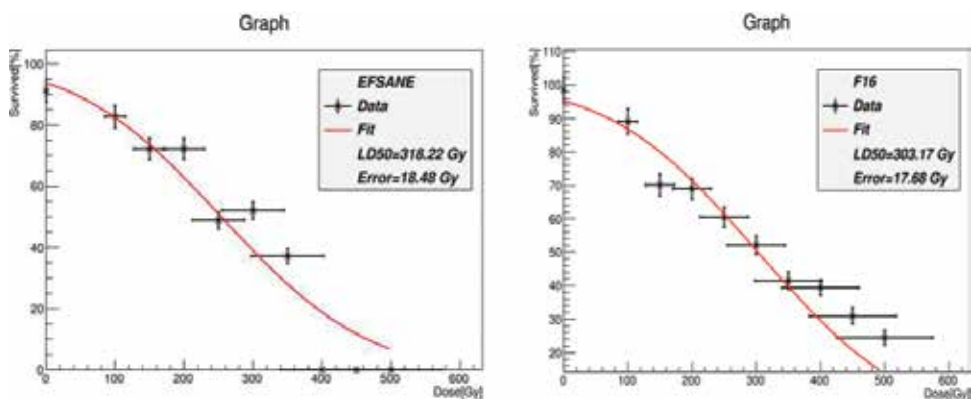 Graph
Survived[%]
100
80
60
40
20
0
0
100
200
300
400
500
600
Dose[Gy]
EFSANE
Data
Fit
LD50=318.22 Gy
Error=18.48 Gy
Graph
Survived[%]
110
100
90
80
70
60
50
40
30
20
0
100
200
300
400
500
600
Dose[Gy]
F16
Data
Fit
LD50=303.17 Gy
Error=17.68 Gy